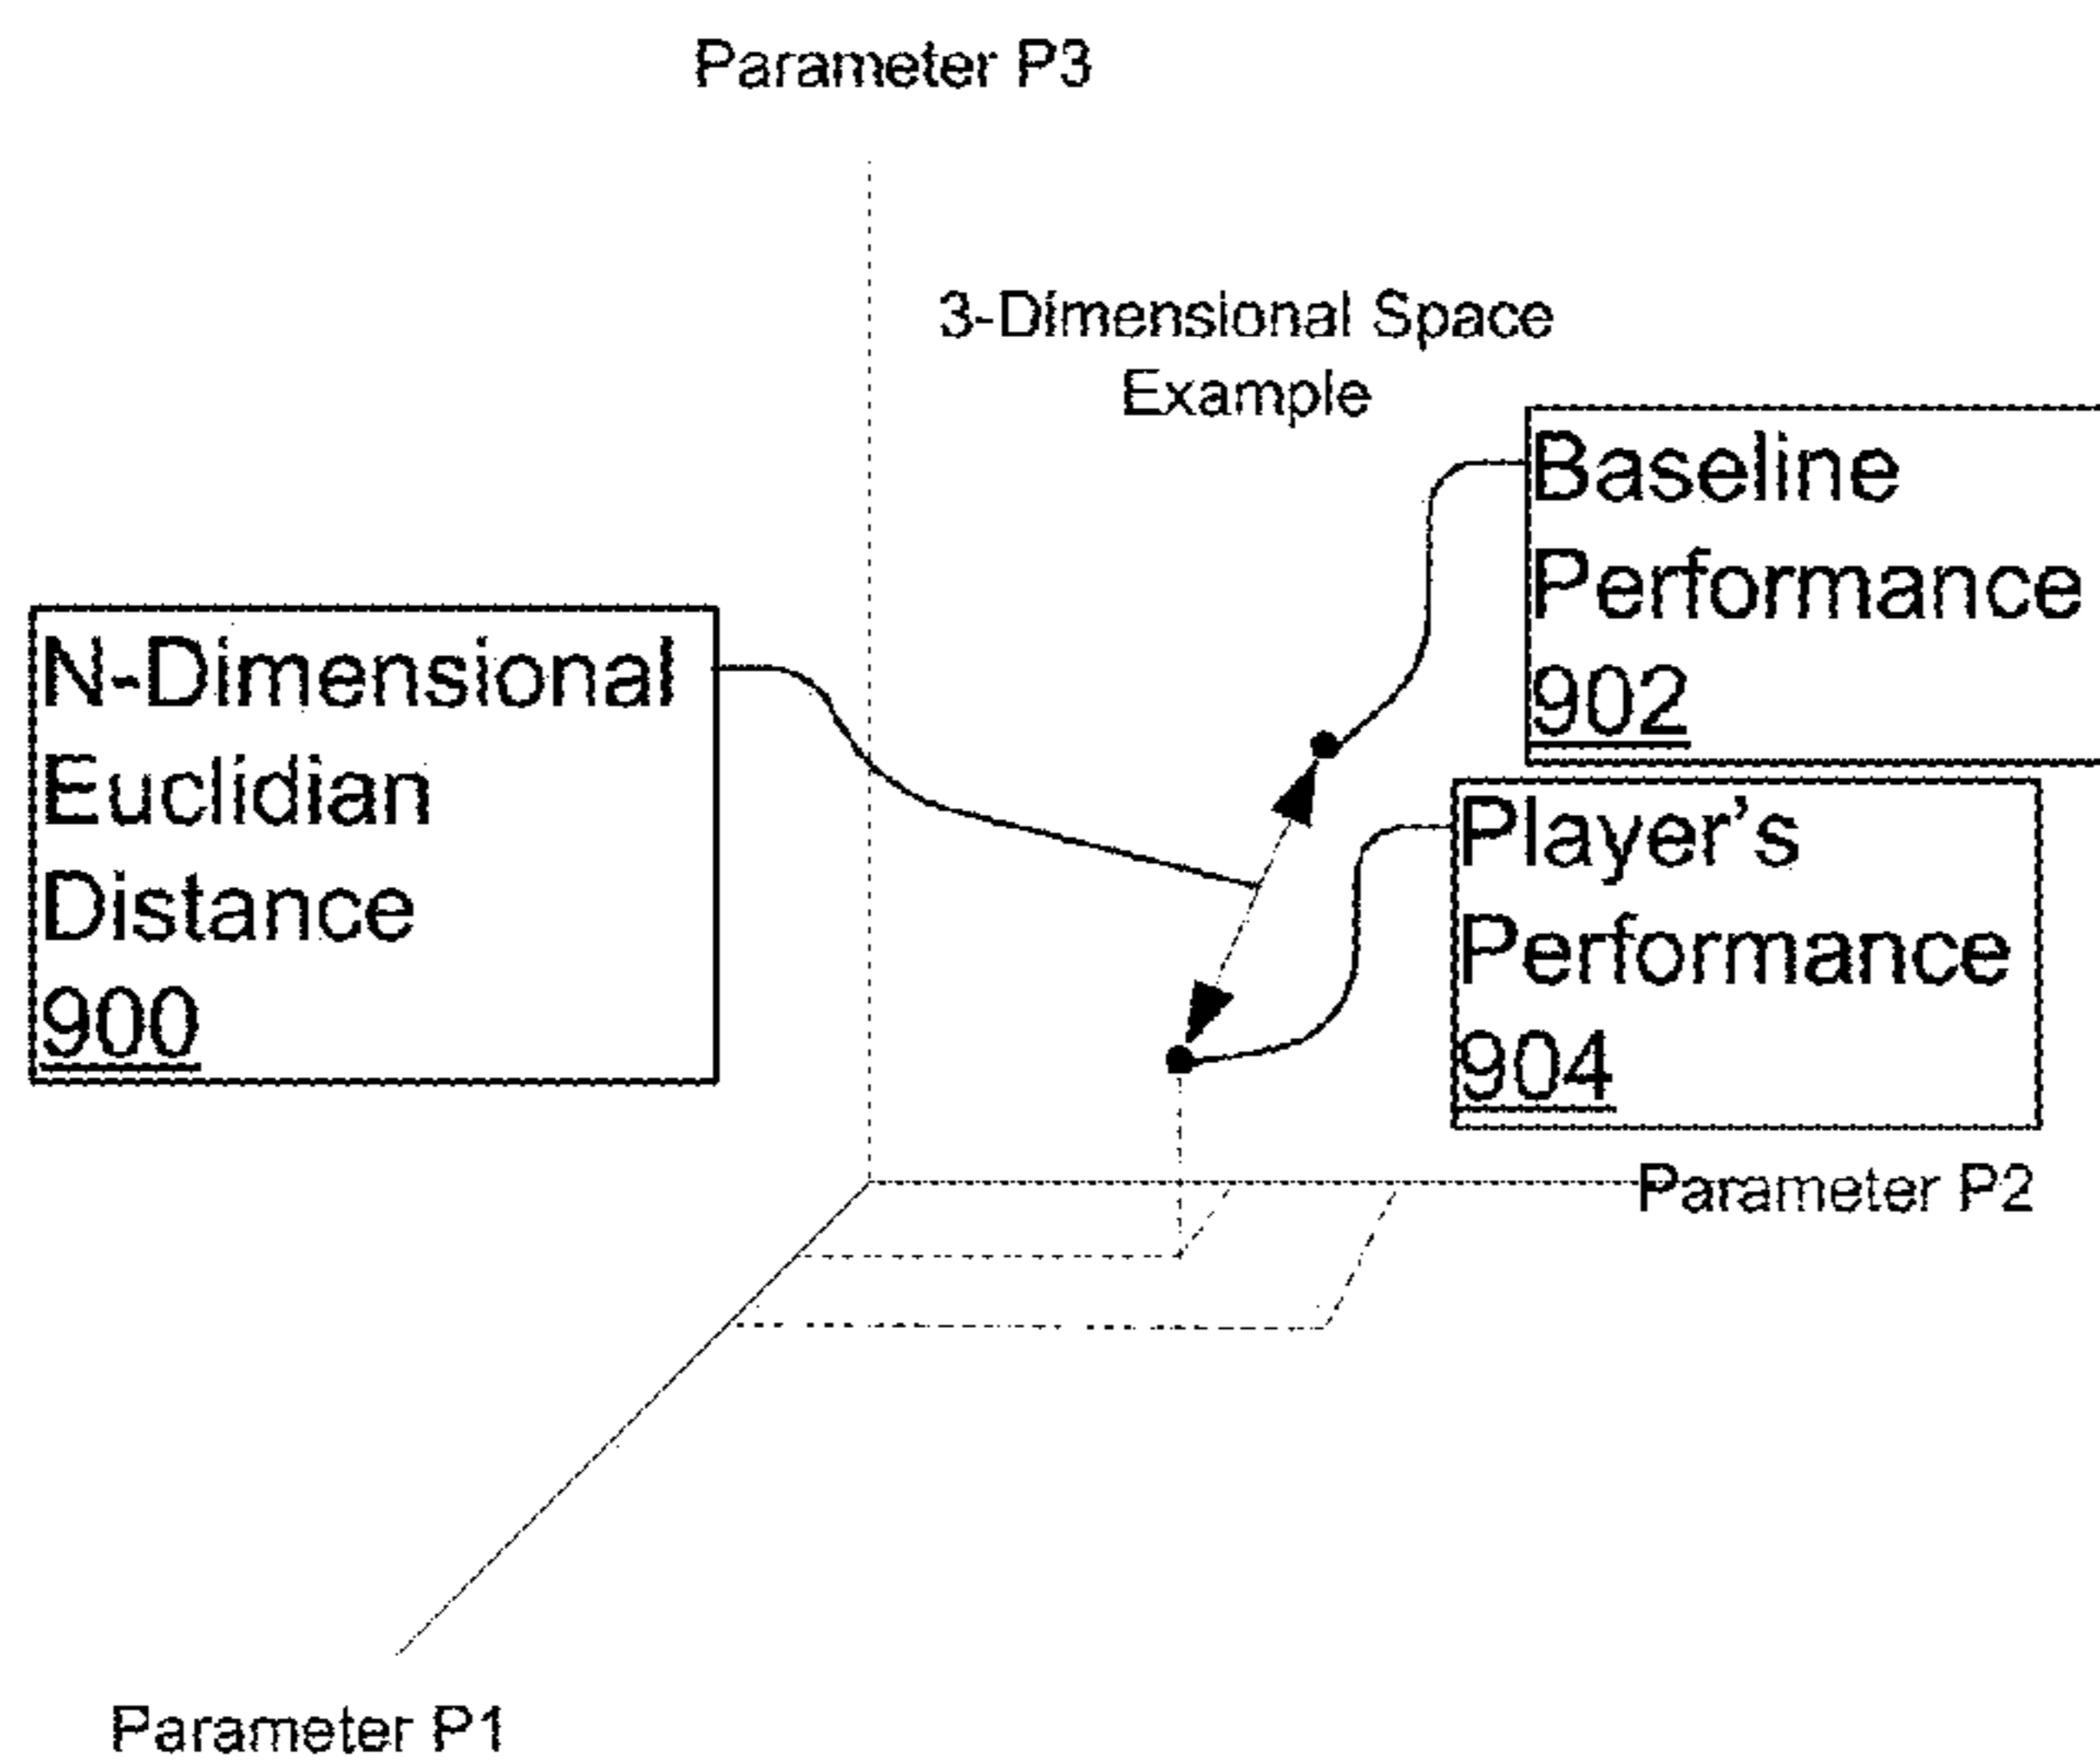 Parameter P3
3-Dimensional Space
Example
Baseline
Performance
902
N-Dimensional
Euclidian
Distance
900
Player's
Performance
904
Parameter P2
Parameter P1